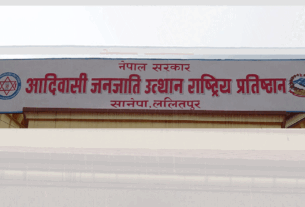 नेपाल सरकार
आदिवासी जनजाति उत्थान राष्ट्रिय प्रतिष्ठान
सानेपा,ललितपुर